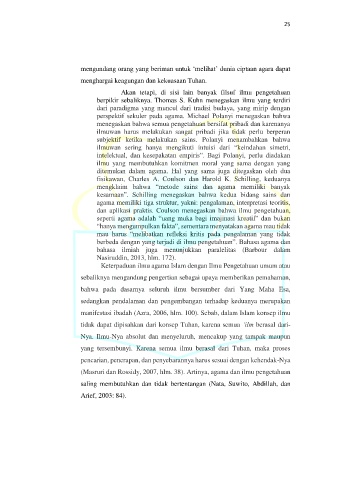 25
mengundang orang yang beriman untuk 'melihat' dunia ciptaan agara dapat
menghargai keagungan dan kekuasaan Tuhan.
Akan tetapi, di sisi lain banyak filsuf ilmu pengetahuan
berpikir sebaliknya. Thomas S. Kuhn menegaskan ilmu yang terdiri
dari paradigma yang muncul dari tradisi budaya, yang mirip dengan
perspektif sekuler pada agama. Michael Polanyi menegaskan bahwa
menegaskan bahwa semua pengetahuan bersifat pribadi dan karenanya
ilmuwan harus melakukan sangat pribadi jika tidak perlu berperan
subjektif ketika melakukan sains. Polanyi menambahkan bahwa
ilmuwan sering hanya mengikuti intuisi dari "keindahan simetri,
intelektual, dan kesepakatan empiris". Bagi Polanyi, perlu diadakan
ilmu yang membutuhkan komitmen moral yang sama dengan yang
ditemukan dalam agama. Hal yang sama juga ditegaskan oleh dua
fisikawan, Charles A. Coulson dan Harold K. Schilling, keduanya
mengklaim bahwa "metode sains dan agama memiliki banyak
kesamaan". Schilling menegaskan bahwa kedua bidang sains dan
agama memiliki tiga struktur, yakni: pengalaman, interpretasi teoritis,
dan aplikasi praktis. Coulson menegaskan bahwa ilmu pengetahuan,
seperti agama adalah "uang muka bagi imajinasi kreatif" dan bukan
"hanya mengumpulkan fakta", sementara menyatakan agama mau tidak
mau harus "melibatkan refleksi kritis pada pengalaman yang tidak
berbeda dengan yang terjadi di ilmu pengetahuan". Bahasa agama dan
bahasa ilmiah juga menunjukkan paralelitas (Barbour dalam
Nasiruddin, 2013, hlm. 172).
Keterpaduan ilmu agama Islam dengan Ilmu Pengetahuan umum atau
sebaliknya mengandung pengertian sebagai upaya memberikan pemahaman,
bahwa pada dasarnya seluruh ilmu bersumber dari Yang Maha Esa,
sedangkan pendalaman dan pengembangan terhadap keduanya merupakan
manifestasi ibadah (Azra, 2006, hlm. 100). Sebab, dalam Islam konsep ilmu
tidak dapat dipisahkan dari konsep Tuhan, karena semua 'ilm berasal dari-
Nya. Ilmu-Nya absolut dan menyeluruh, mencakup yang tampak maupun
yang tersembunyi. Karena semua ilmu berasal dari Tuhan, maka proses
pencarian, penerapan, dan penyebarannya harus sesuai dengan kehendak-Nya
(Masruri dan Rossidy, 2007, hlm. 38). Artinya, agama dan ilmu pengetahuan
saling membutuhkan dan tidak bertentangan (Nata, Suwito, Abdillah, dan
Arief, 2003: 84).